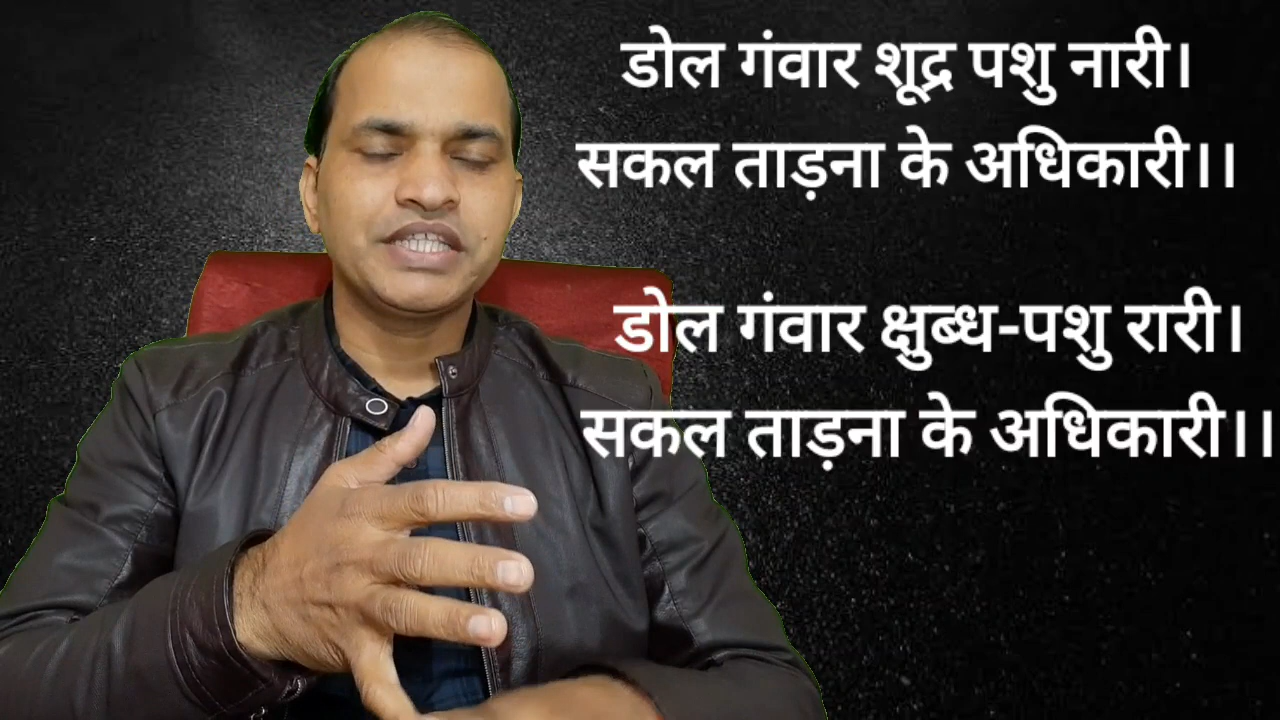 डोल गंवार शूद्र पशु नारी।
सकल ताड़ना के अधिकारी।।
डोल गंवार क्षुब्ध-पशु रारी।
सकल ताड़ना के अधिकारी।।